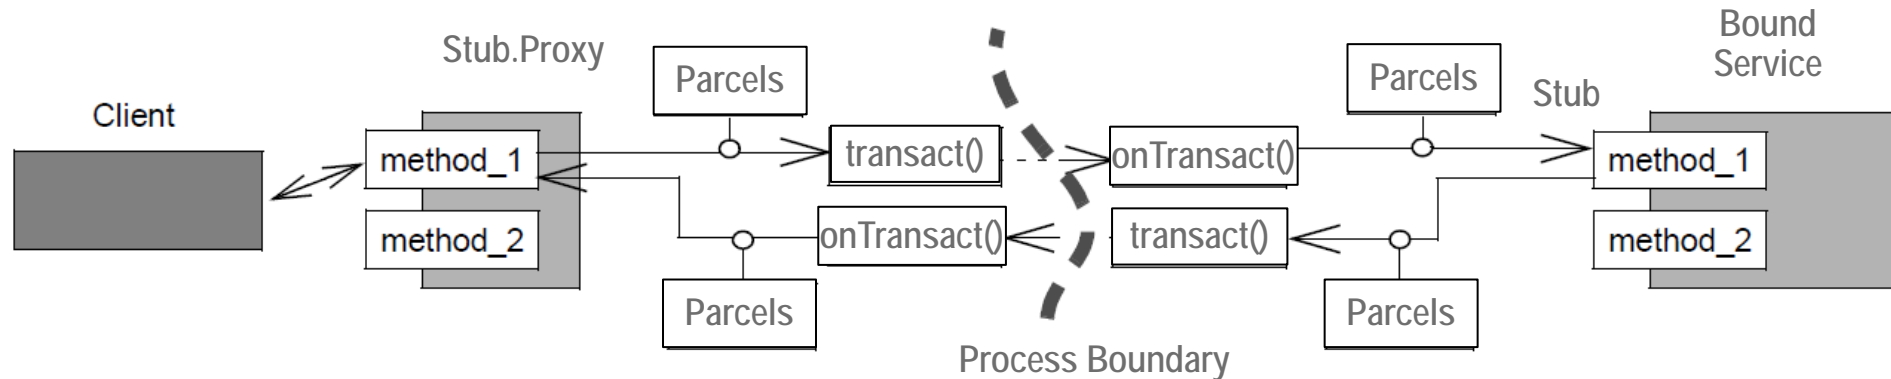 Bound
Service
Stub.Proxy
Parcels
Parcels
Stub
Client
method_1
transact()
onTransact()
method_1
method_2
onTransact()
transact()
method_2
Parcels
Parcels
Process Boundary